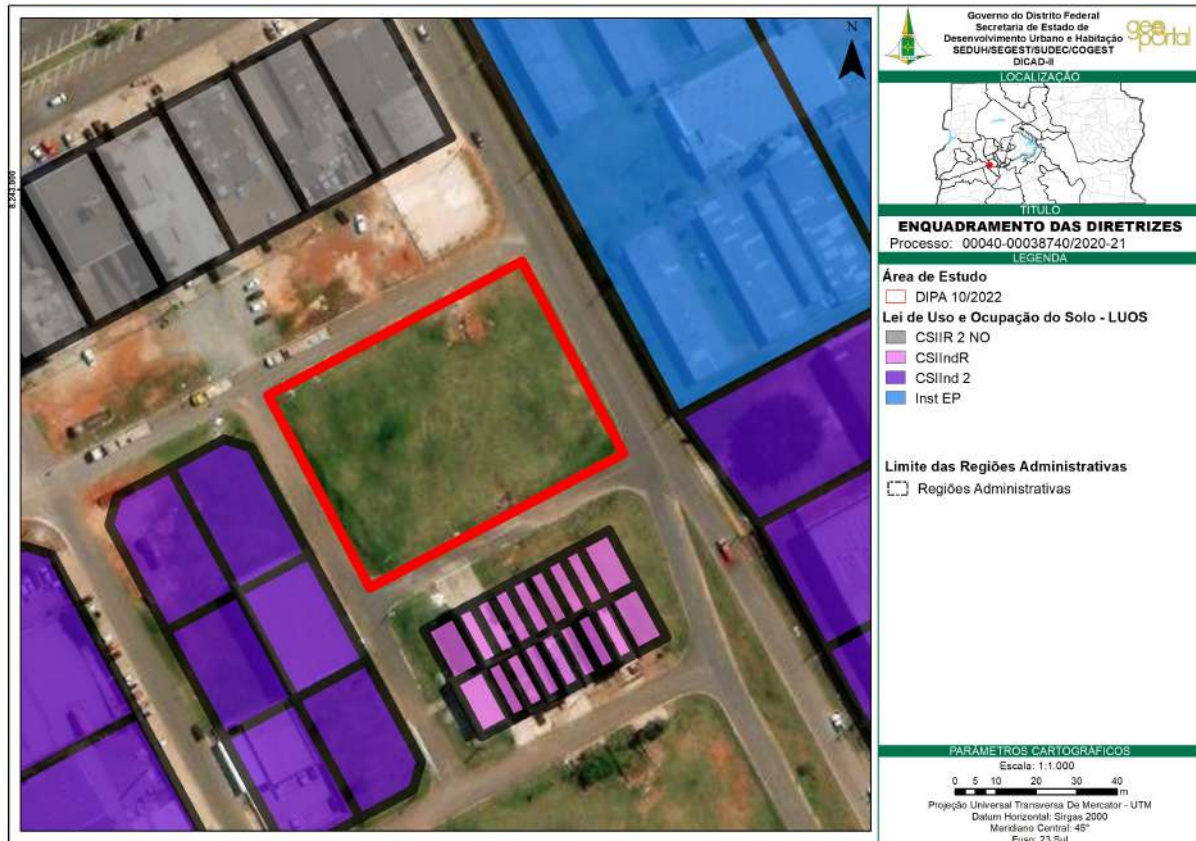 Governo do Distrito Federal
Secretaria de Estado de
Desenvolvimento Urbano e Habitação
SEDUH/SEGEST/SUDEC/COGEST
DICAD-II
geo
portal
LOCALIZAÇÃO
TÍTULO
ENQUADRAMENTO DAS DIRETRIZES
Processo: 00040-00038740/2020-21
LEGENDA
Área de Estudo
DIPA 10/2022
Lei de Uso e Ocupação do Solo - LUOS
CSIIR 2 NO
CSIIndR
CSIInd 2
Inst EP
Limite das Regiões Administrativas
Regiões Administrativas
PARÂMETROS CARTOGRÁFICOS
Escala: 1:1.000
0 5 10 20 30 40
m
Projeção Universal Transversa De Mercator - UTM
Datum Horizontal: Sirgas 2000
Meridiano Central: 45°
Fuso: 23 Sul
N
8.243.000